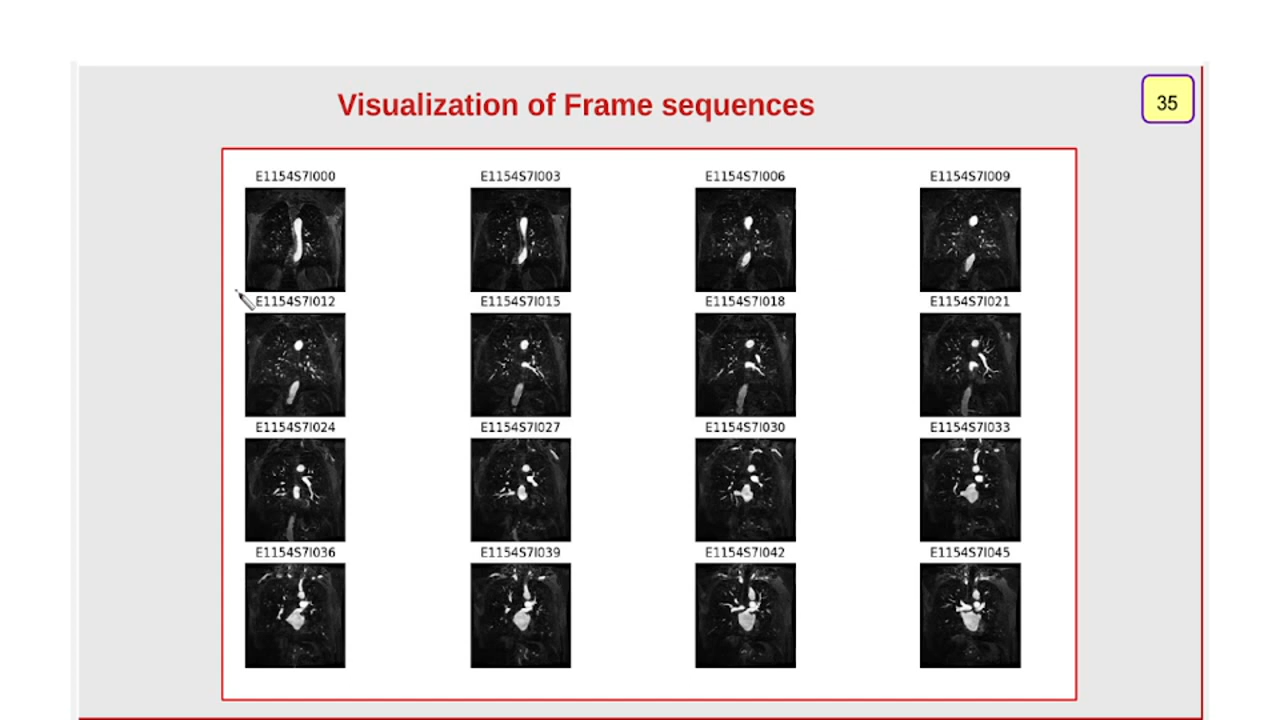 Visualization of Frame sequences
35
E1154S7I000 E1154S7I003 E1154S7I006 E1154S7I009
E1154S7I012 E1154S7I015 E1154S7I018 E1154S7I021
E1154S7I024 E1154S7I027 E1154S7I030 E1154S7I033
E1154S7I036 E1154S7I039 E1154S7I042 E1154S7I045